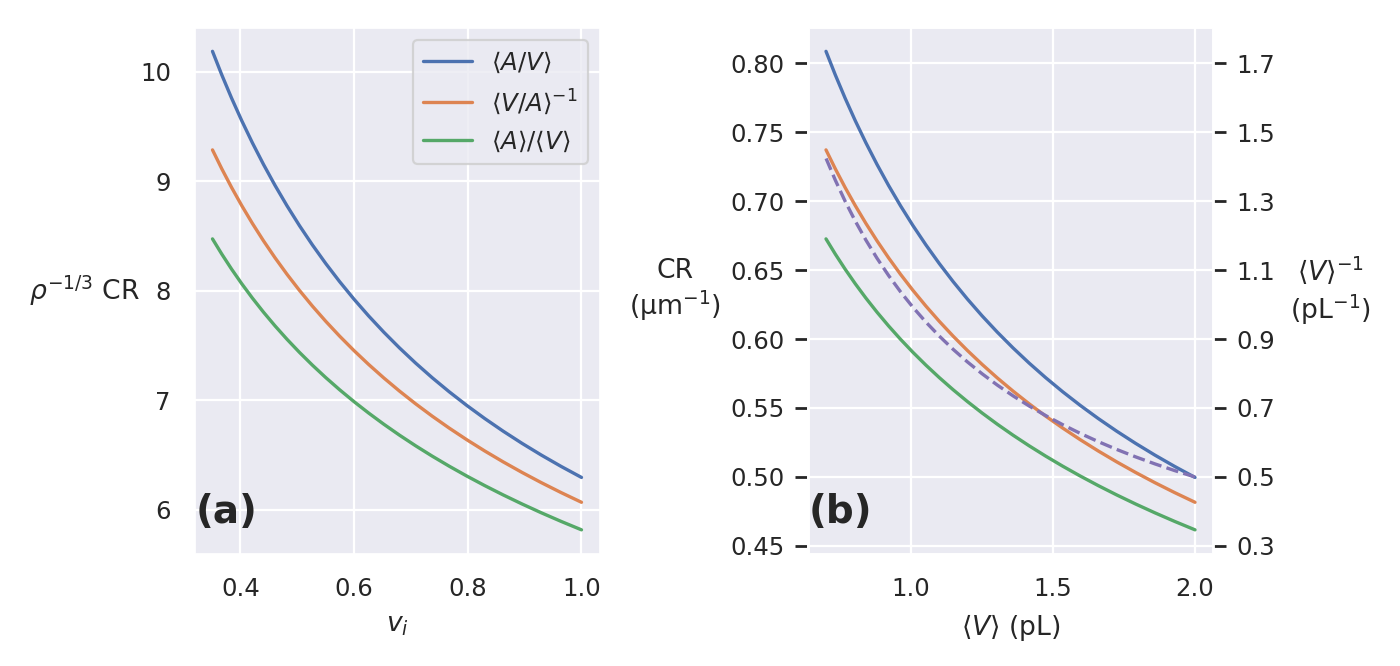 10
9
8
7
6
ρ⁻¹/³ CR
⟨A/V⟩
⟨V/A⟩⁻¹
⟨A⟩/⟨V⟩
(a)
0.4 0.6 0.8 1.0
vᵢ
0.80
0.75
0.70
0.65
0.60
0.55
0.50
0.45
CR
(μm⁻¹)
(b)
1.0 1.5 2.0
⟨V⟩ (pL)
1.7
1.5
1.3
1.1
0.9
0.7
0.5
0.3
⟨V⟩⁻¹
(pL⁻¹)